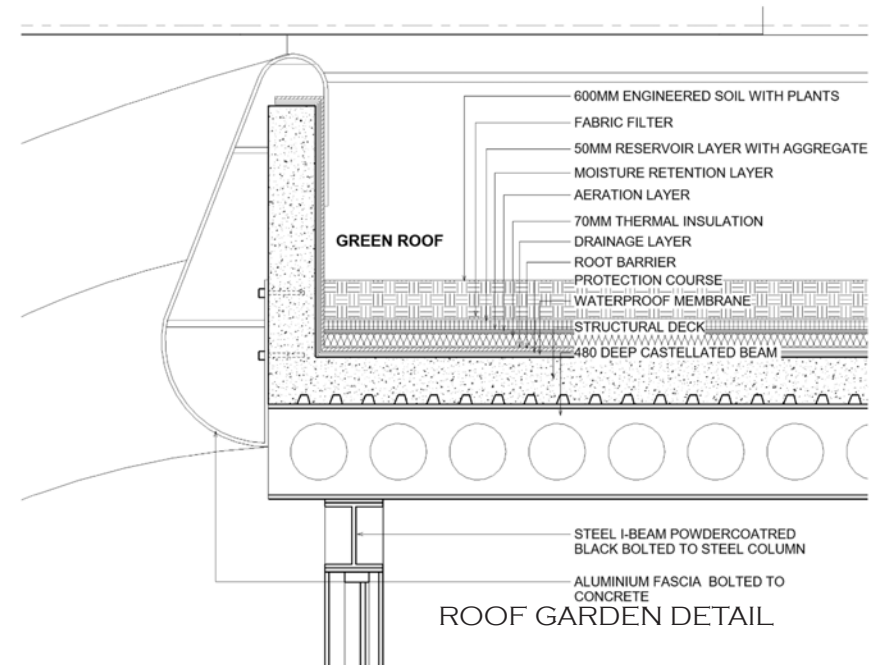 600MM ENGINEERED SOIL WITH PLANTS
FABRIC FILTER
50MM RESERVOIR LAYER WITH AGGREGATE
MOISTURE RETENTION LAYER
AERATION LAYER
70MM THERMAL INSULATION
GREEN ROOF
DRAINAGE LAYER
ROOT BARRIER
PROTECTION COURSE
WATERPROOF MEMBRANE
STRUCTURAL DECK
480 DEEP CASTELLATED BEAM
STEEL I-BEAM POWDERCOATRED
BLACK BOLTED TO STEEL COLUMN
ALUMINIUM FASCIA BOLTED TO
CONCRETE
ROOF GARDEN DETAIL